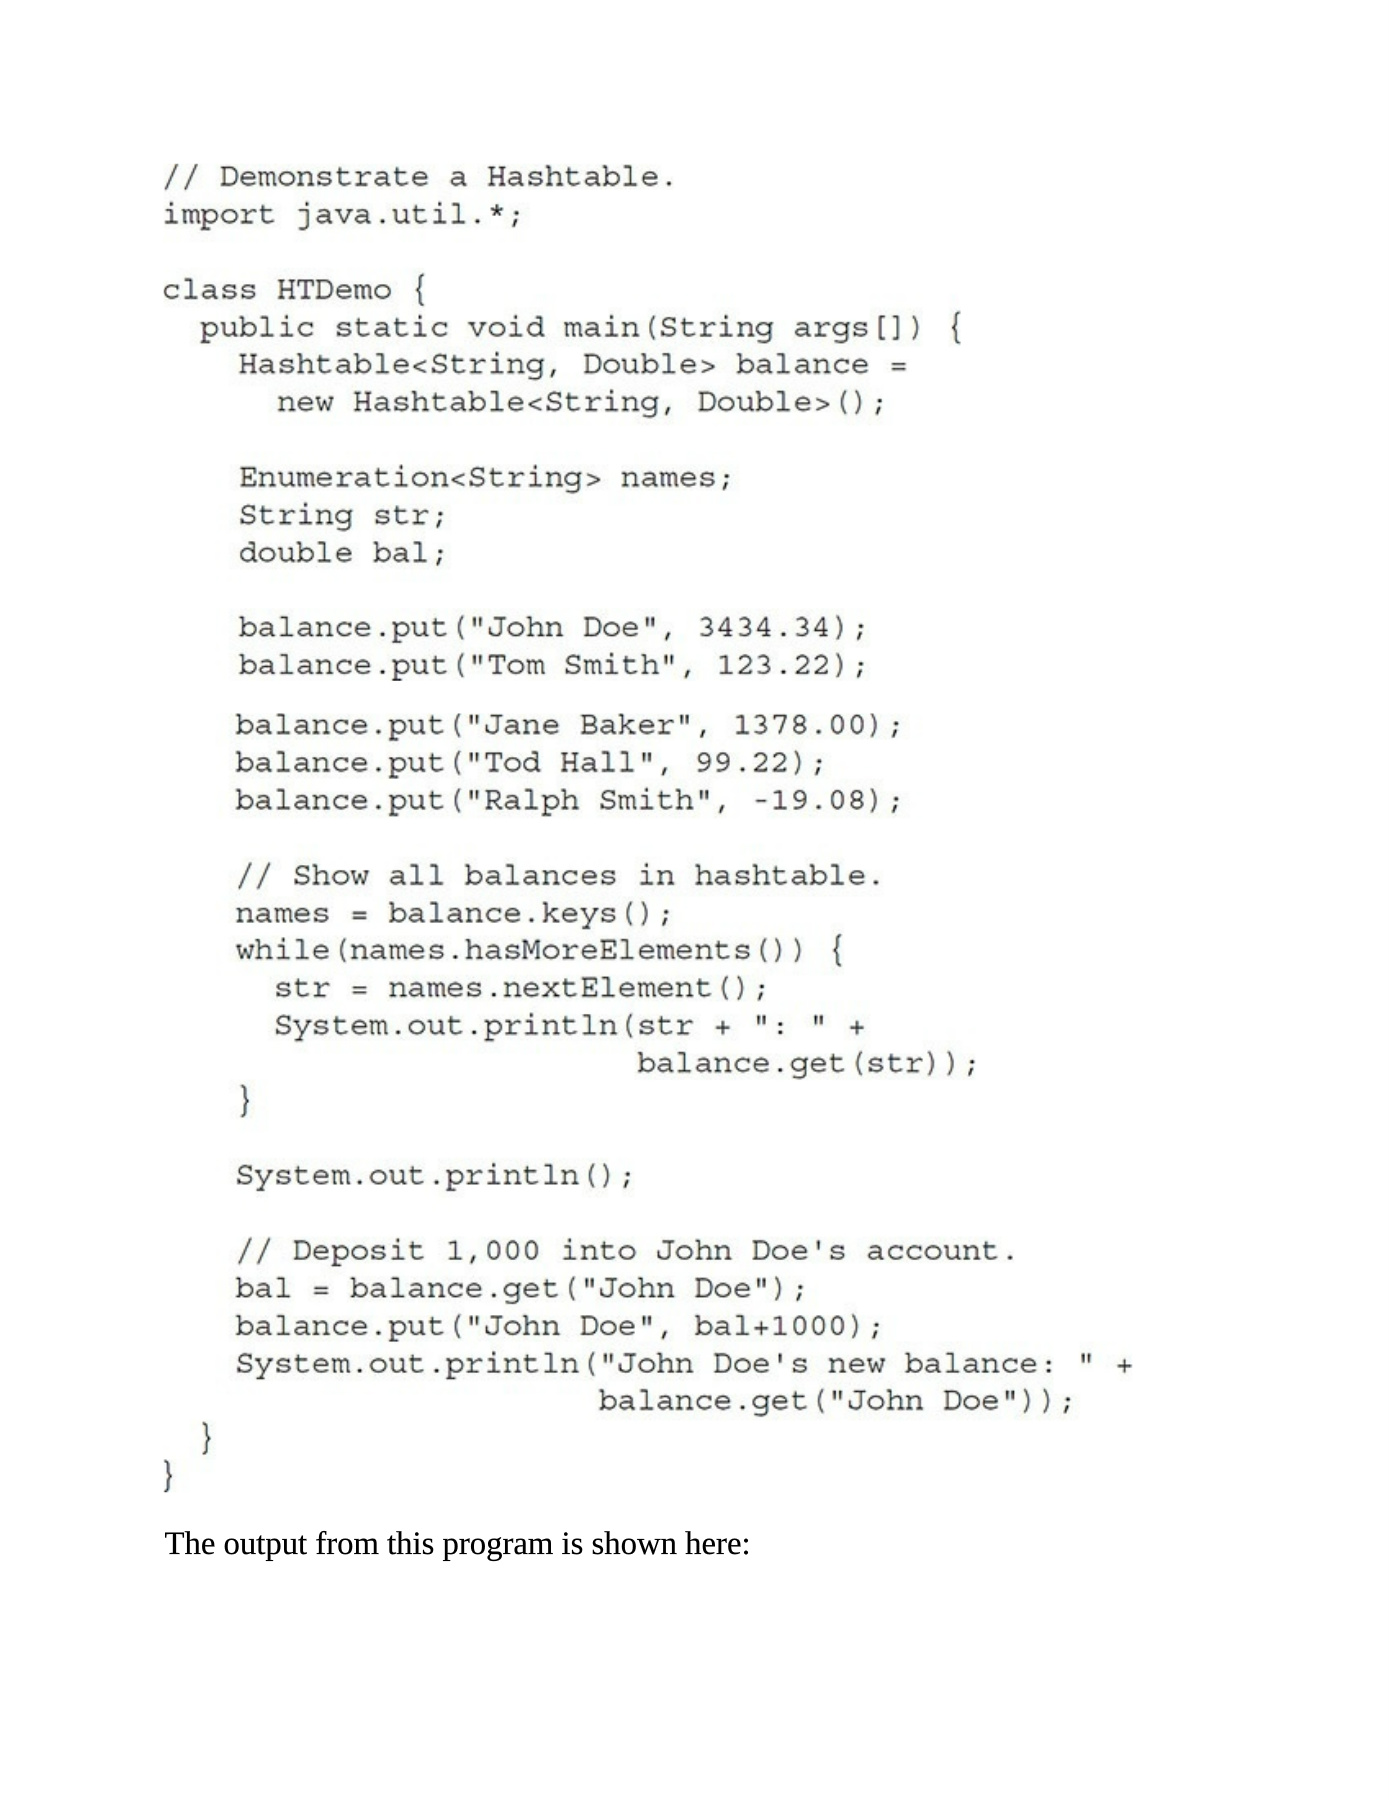 // Demonstrate a Hashtable.
import java.util.*;

class HTDemo {
  public static void main(String args[]) {
    Hashtable<String, Double> balance =
      new Hashtable<String, Double>();

    Enumeration<String> names;
    String str;
    double bal;

    balance.put("John Doe", 3434.34);
    balance.put("Tom Smith", 123.22);
    balance.put("Jane Baker", 1378.00);
    balance.put("Tod Hall", 99.22);
    balance.put("Ralph Smith", -19.08);

    // Show all balances in hashtable.
    names = balance.keys();
    while(names.hasMoreElements()) {
      str = names.nextElement();
      System.out.println(str + ": " +
                         balance.get(str));
    }

    System.out.println();

    // Deposit 1,000 into John Doe's account.
    bal = balance.get("John Doe");
    balance.put("John Doe", bal+1000);
    System.out.println("John Doe's new balance: " +
                       balance.get("John Doe"));
  }
}
The output from this program is shown here: